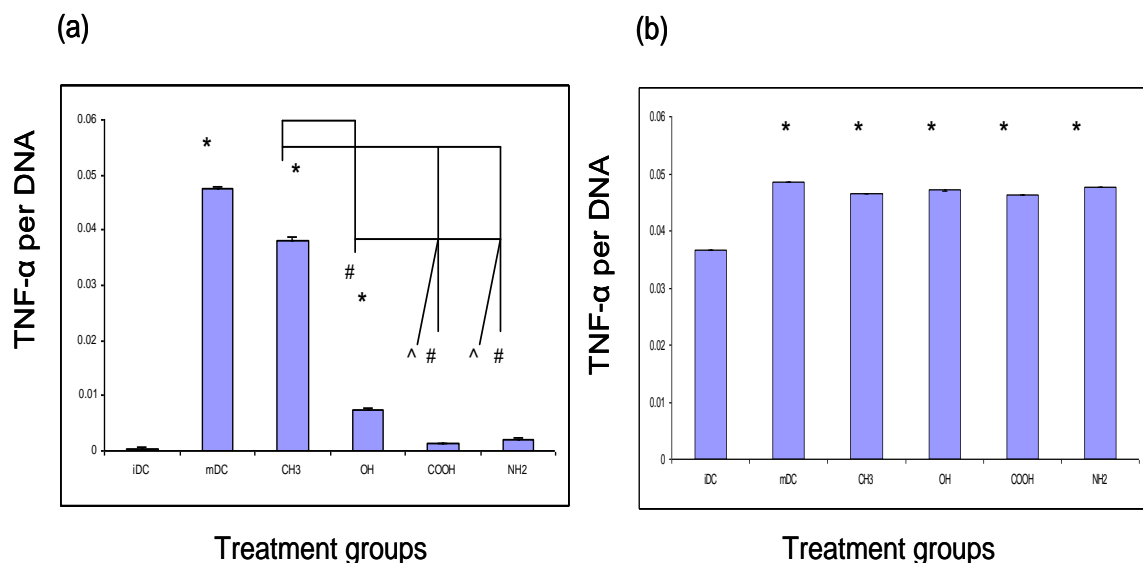 (a)
TNF-α per DNA
0.06
0.05
0.04
0.03
0.02
0.01
0
*
*
#
*
^ #
^ #
iDC mDC CH3 OH COOH NH2
Treatment groups
(b)
TNF-α per DNA
0.06
0.05
0.04
0.03
0.02
0.01
0
* * * * *
iDC mDC CH3 OH COOH NH2
Treatment groups